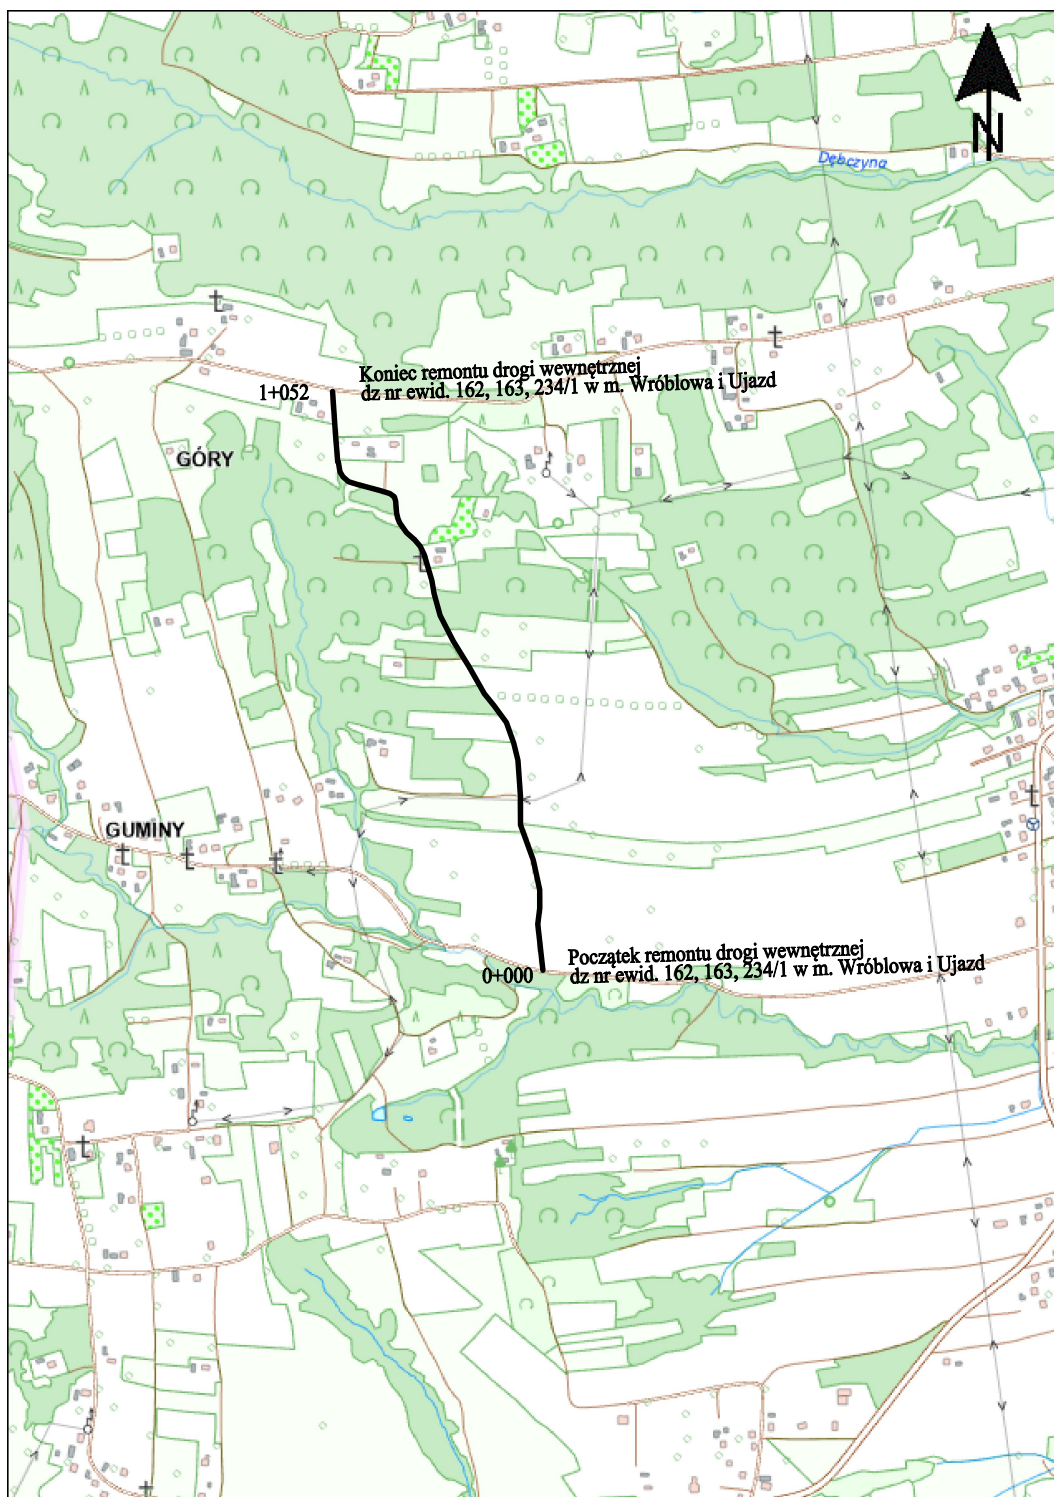 N
Dębczyna
Koniec remontu drogi wewnętrznej
1+052 dz nr ewid. 162, 163, 234/1 w m. Wróblowa i Ujazd
GÓRY
GUMINY
Początek remontu drogi wewnętrznej
0+000 dz nr ewid. 162, 163, 234/1 w m. Wróblowa i Ujazd